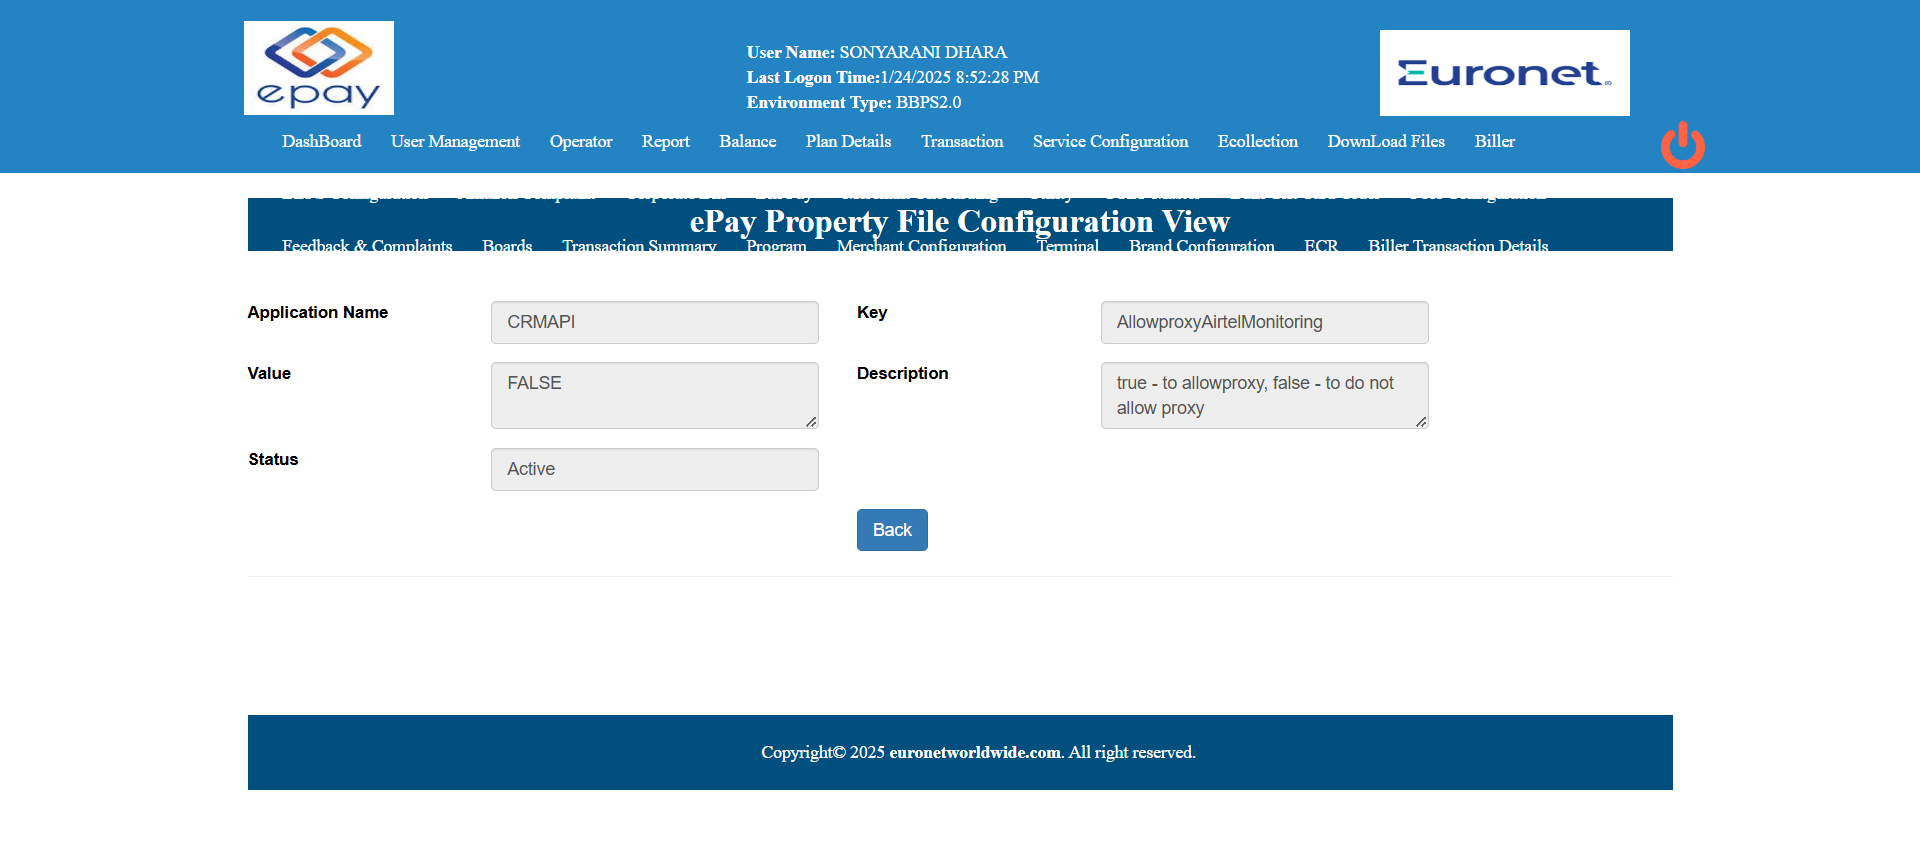 epay
User Name: SONYARANI DHARA
Last Logon Time:1/24/2025 8:52:28 PM
Environment Type: BBPS2.0
Euronet
DashBoard User Management Operator Report Balance Plan Details Transaction Service Configuration Ecollection DownLoad Files Biller
ePay Property File Configuration View
Feedback & Complaints Boards Transaction Summary Program Merchant Configuration Terminal Brand Configuration ECR Biller Transaction Details
Application Name CRMAPI Key AllowproxyAirtelMonitoring
Value FALSE Description true - to allowproxy, false - to do not
allow proxy
Status Active
Back
Copyright© 2025 euronetworldwide.com. All right reserved.